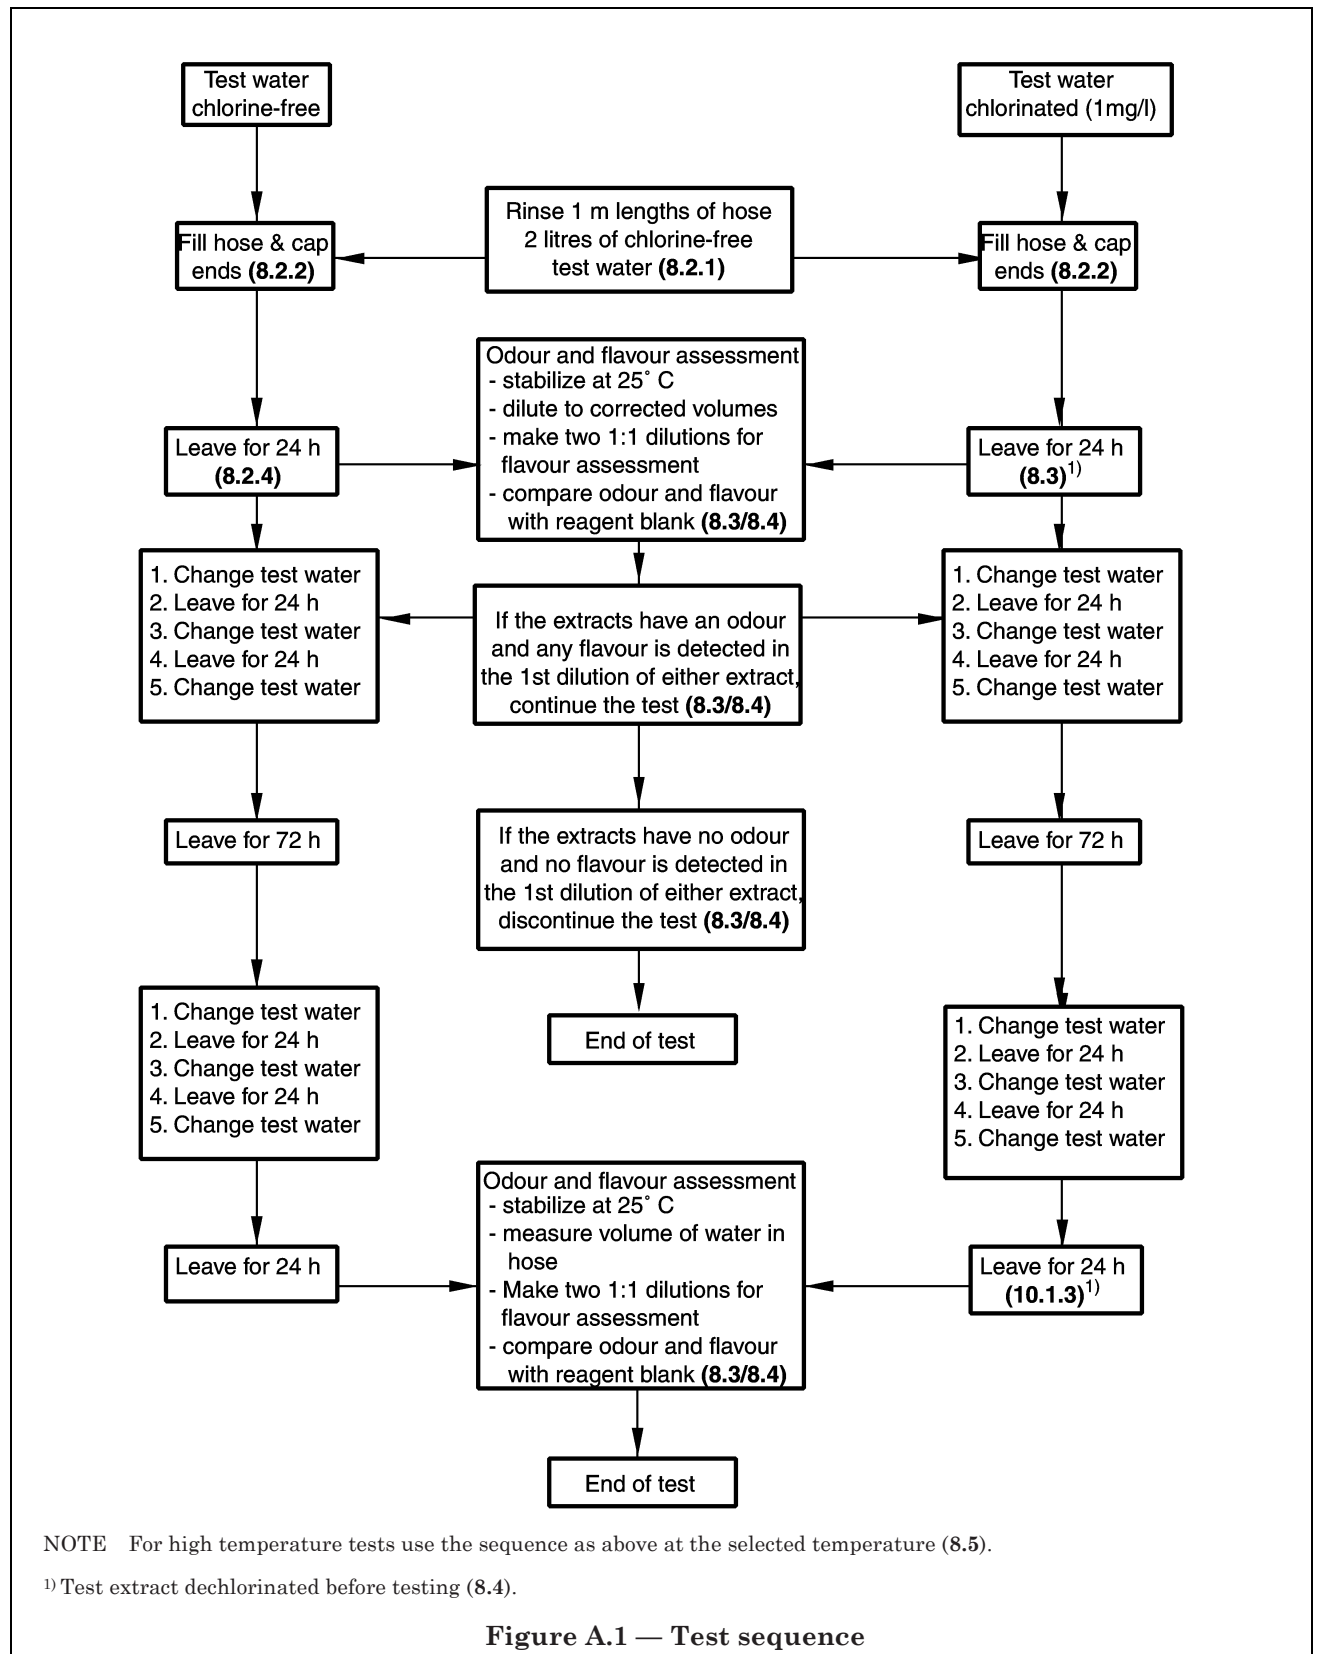 Test water
chlorine-free
Test water
chlorinated (1mg/l)
Rinse 1 m lengths of hose
2 litres of chlorine-free
test water (8.2.1)
Fill hose & cap
ends (8.2.2)
Fill hose & cap
ends (8.2.2)
Odour and flavour assessment
- stabilize at 25° C
- dilute to corrected volumes
- make two 1:1 dilutions for
flavour assessment
- compare odour and flavour
with reagent blank (8.3/8.4)
Leave for 24 h
(8.2.4)
Leave for 24 h
(8.3)1)
1. Change test water
2. Leave for 24 h
3. Change test water
4. Leave for 24 h
5. Change test water
If the extracts have an odour
and any flavour is detected in
the 1st dilution of either extract,
continue the test (8.3/8.4)
1. Change test water
2. Leave for 24 h
3. Change test water
4. Leave for 24 h
5. Change test water
Leave for 72 h
If the extracts have no odour
and no flavour is detected in
the 1st dilution of either extract,
discontinue the test (8.3/8.4)
Leave for 72 h
End of test
1. Change test water
2. Leave for 24 h
3. Change test water
4. Leave for 24 h
5. Change test water
1. Change test water
2. Leave for 24 h
3. Change test water
4. Leave for 24 h
5. Change test water
Odour and flavour assessment
- stabilize at 25° C
- measure volume of water in
hose
- Make two 1:1 dilutions for
flavour assessment
- compare odour and flavour
with reagent blank (8.3/8.4)
Leave for 24 h
Leave for 24 h
(10.1.3)1)
End of test
NOTE For high temperature tests use the sequence as above at the selected temperature (8.5).
1) Test extract dechlorinated before testing (8.4).
Figure A.1 — Test sequence